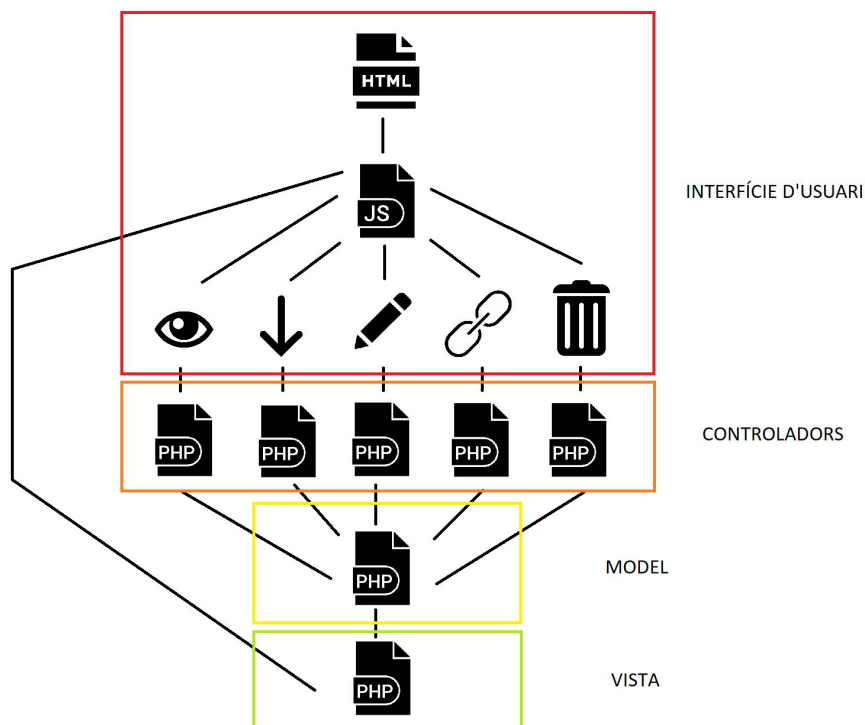 HTML
JS
INTERFÍCIE D'USUARI
PHP PHP PHP PHP PHP
CONTROLADORS
PHP
MODEL
PHP
VISTA